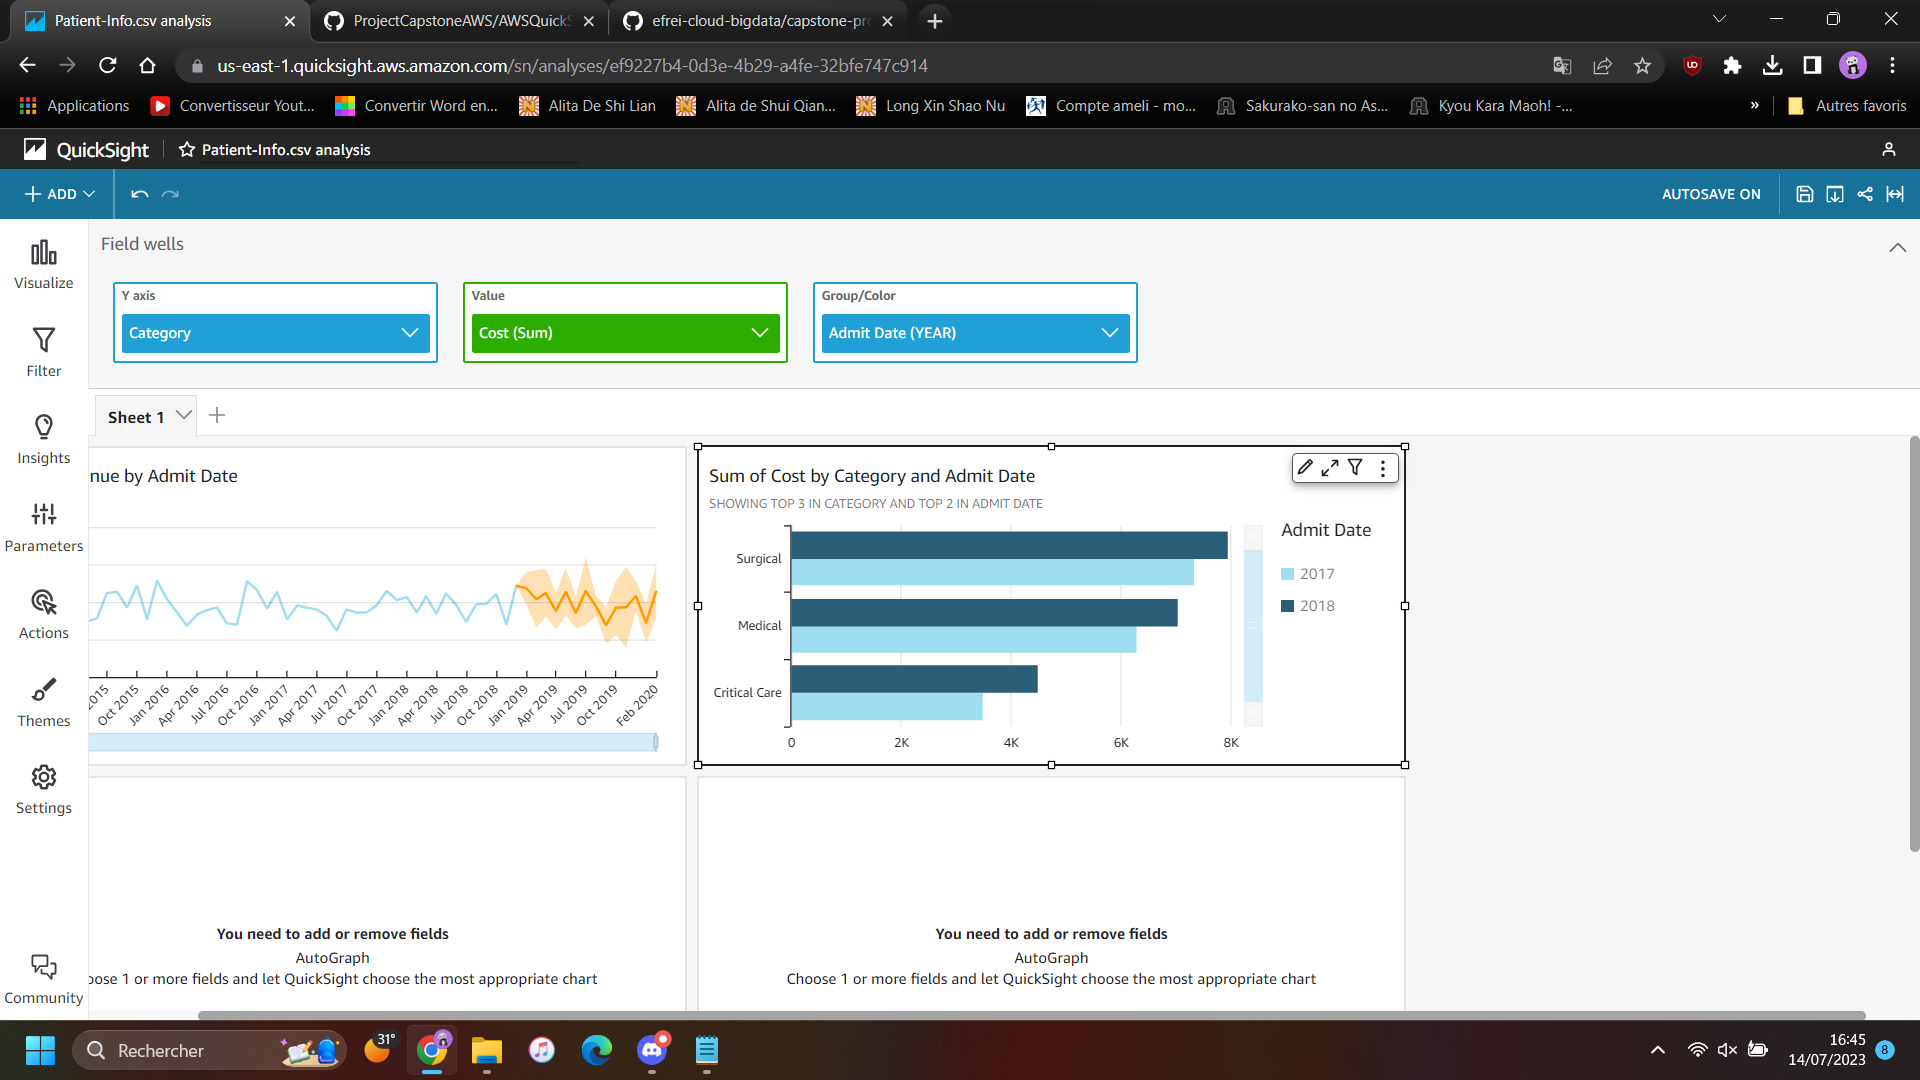 Patient-Info.csv analysis
ProjectCapstoneAWS/AWSQuickS
efrei-cloud-bigdata/capstone-pro
us-east-1.quicksight.aws.amazon.com/sn/analyses/ef9227b4-0d3e-4b29-a4fe-32bfe747c914
Applications
Convertisseur Yout...
Convertir Word en...
Alita De Shi Lian
Alita de Shui Qian...
Long Xin Shao Nu
Compte ameli - mo...
Sakurako-san no As...
Kyou Kara Maoh! -...
»
Autres favoris
QuickSight
Patient-Info.csv analysis
ADD
AUTOSAVE ON
Visualize
Filter
Insights
Parameters
Actions
Themes
Settings
Community
Field wells
Y axis
Category
Value
Cost (Sum)
Group/Color
Admit Date (YEAR)
Sheet 1
nue by Admit Date
2015
Oct 2015
Jan 2016
Apr 2016
Jul 2016
Oct 2016
Jan 2017
Apr 2017
Jul 2017
Oct 2017
Jan 2018
Apr 2018
Jul 2018
Oct 2018
Jan 2019
Apr 2019
Jul 2019
Oct 2019
Feb 2020
Sum of Cost by Category and Admit Date
SHOWING TOP 3 IN CATEGORY AND TOP 2 IN ADMIT DATE
Surgical
Medical
Critical Care
0
2K
4K
6K
8K
Admit Date
2017
2018
You need to add or remove fields
AutoGraph
oose 1 or more fields and let QuickSight choose the most appropriate chart
You need to add or remove fields
AutoGraph
Choose 1 or more fields and let QuickSight choose the most appropriate chart
Rechercher
31°
16:45
14/07/2023
8